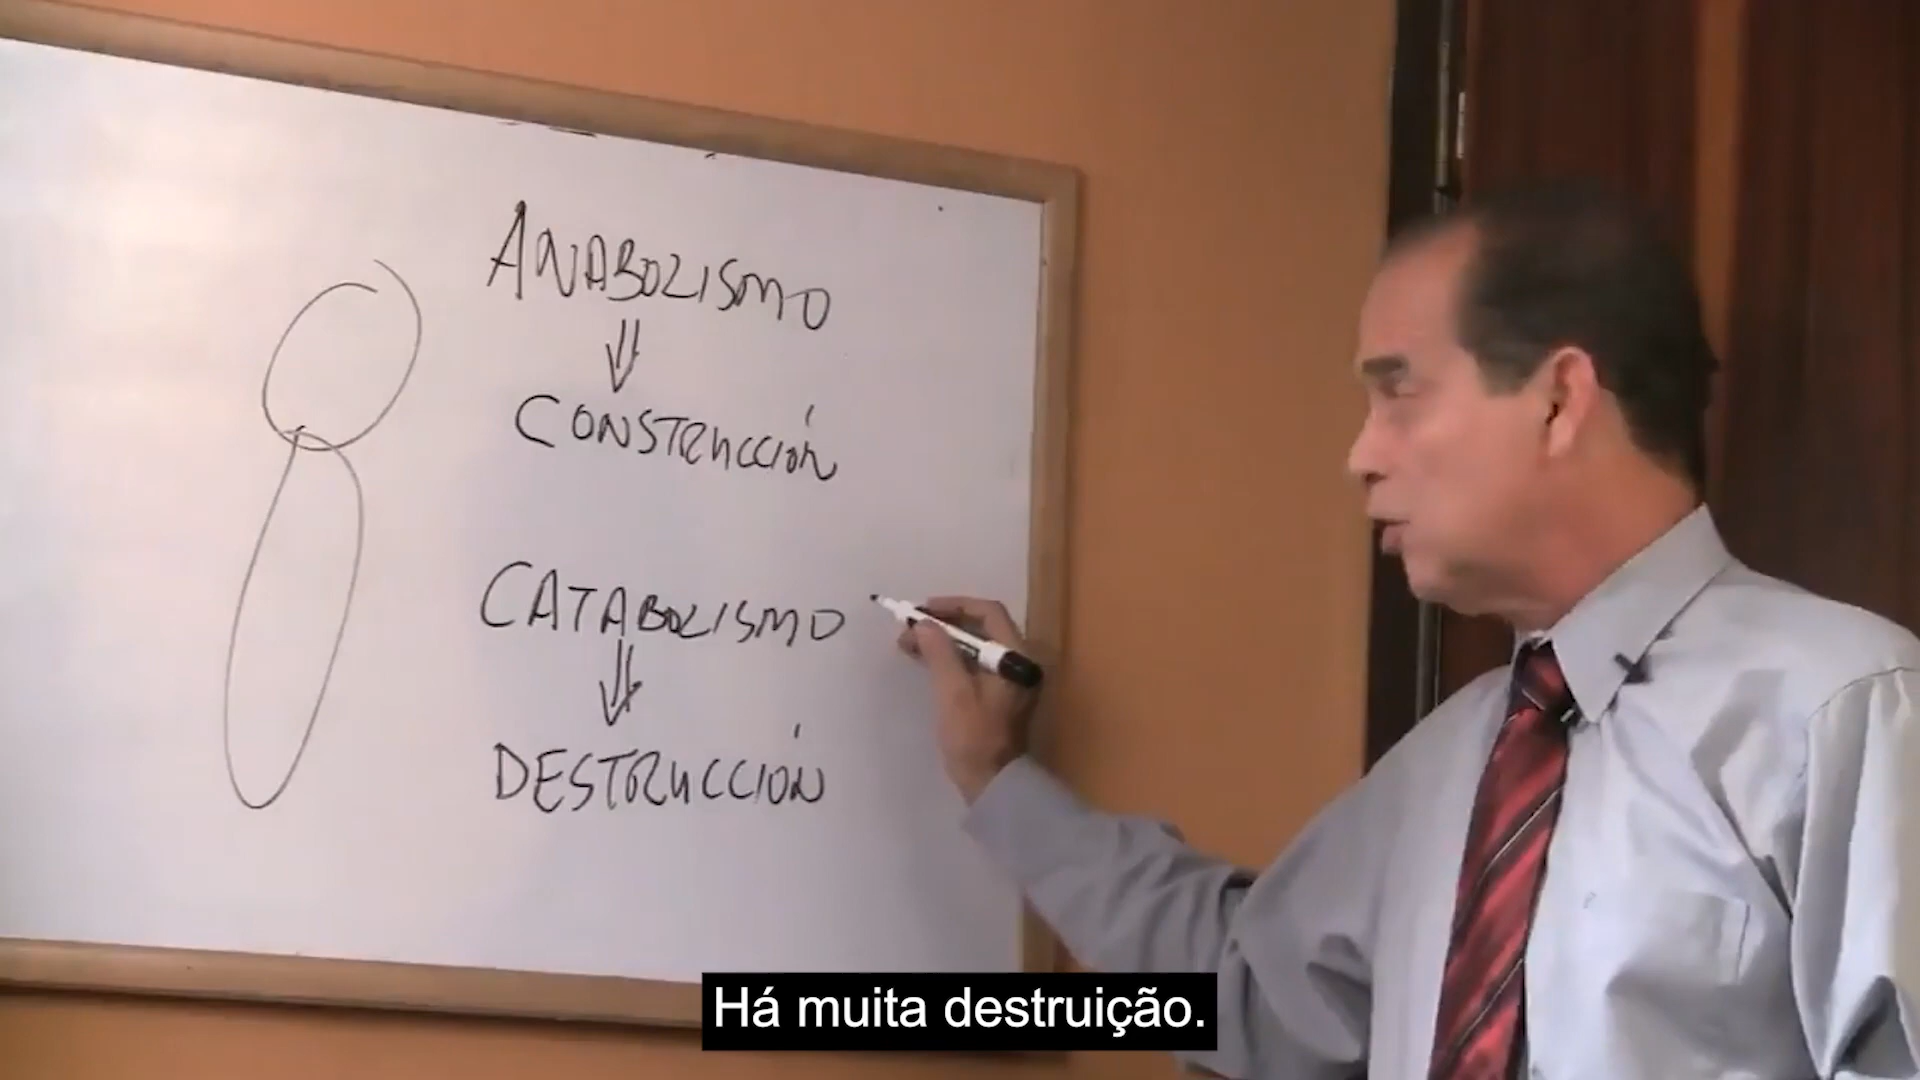 ANABOLISMO
CONSTRUCCIÓN
CATABOLISMO
DESTRUCCIÓN
Há muita destruição.